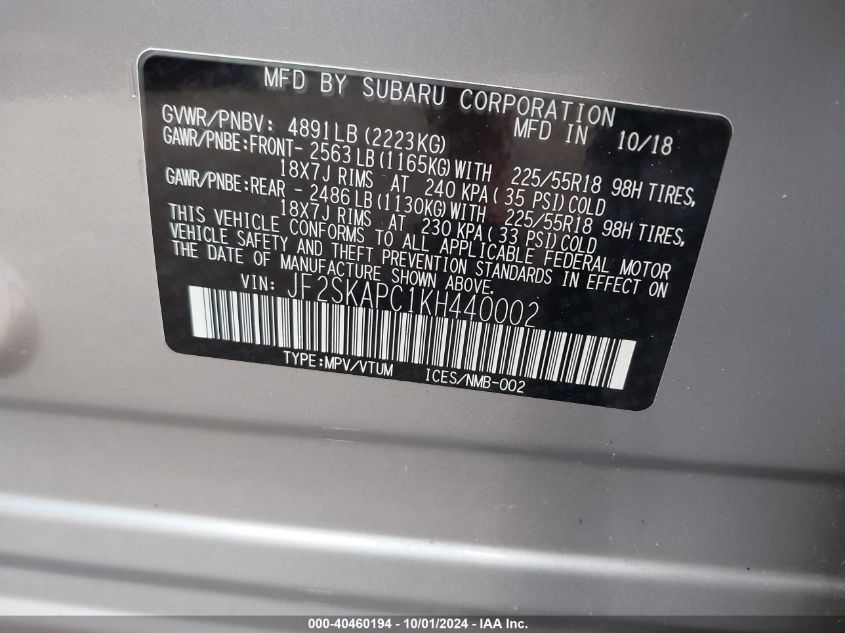 MFD BY SUBARU CORPORATION
GVWR/PNBV: 4891LB(2223KG) MFD IN 10/18
GAWR/PNBE:FRONT- 2563LB(1165KG)WITH 225/55R18 98H TIRES,
18X7J RIMS AT 240 KPA( 35 PSI)COLD
GAWR/PNBE:REAR - 2486LB(1130KG)WITH 225/55R18 98H TIRES,
18X7J RIMS AT 230 KPA( 33 PSI)COLD
THIS VEHICLE CONFORMS TO ALL APPLICABLE FEDERAL MOTOR
VEHICLE SAFETY AND THEFT PREVENTION STANDARDS IN EFFECT ON
THE DATE OF MANUFACTURE SHOWN ABOVE.
VIN: JF2SKAPC1KH440002
TYPE:MPV/VTUM ICES/NMB-002
000-40460194 - 10/01/2024 - IAA Inc.